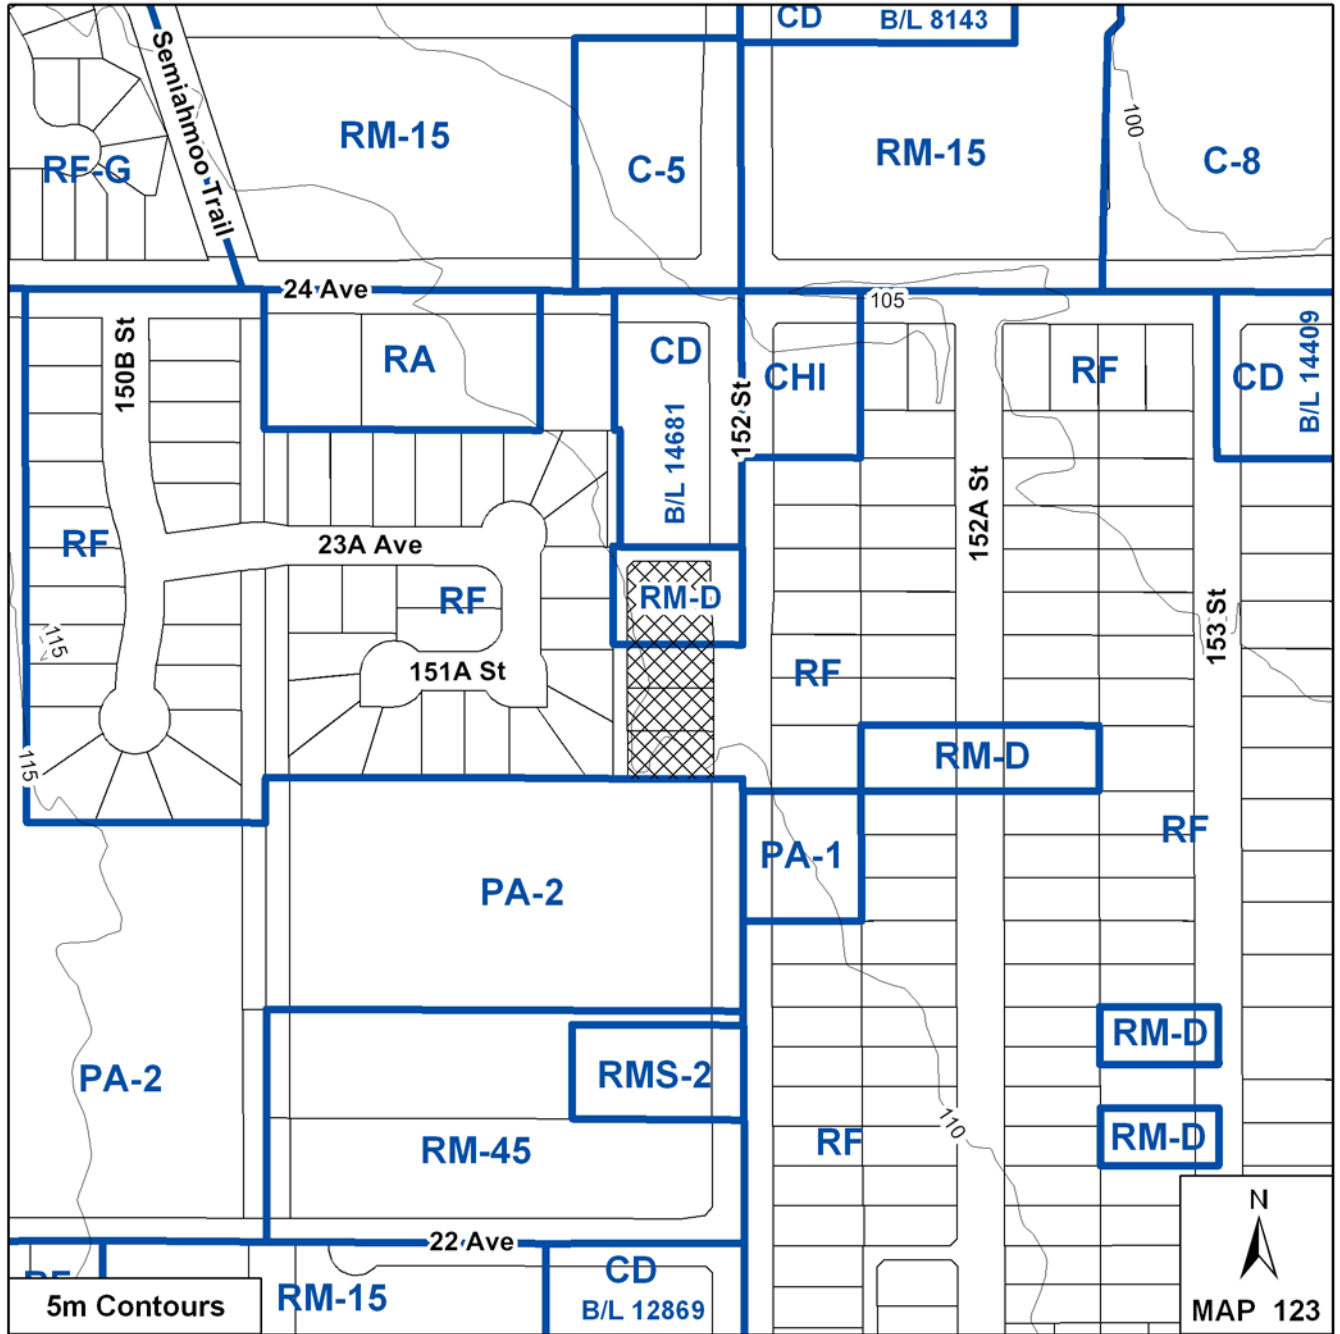 CD B/L 8143
Semiahmoo Trail
RM-15
RM-15
100
C-8
C-5
RF-G
24 Ave
105
150B St
RA
CD
B/L 14681
152 St
CHI
RF
CD
B/L 14409
152A St
RF
23A Ave
RF
RM-D
153 St
115
151A St
RF
115
RM-D
RF
PA-1
PA-2
RM-D
PA-2
RMS-2
RM-45
110
RF
RM-D
22 Ave
CD
B/L 12869
RM-15
5m Contours
N
MAP 123